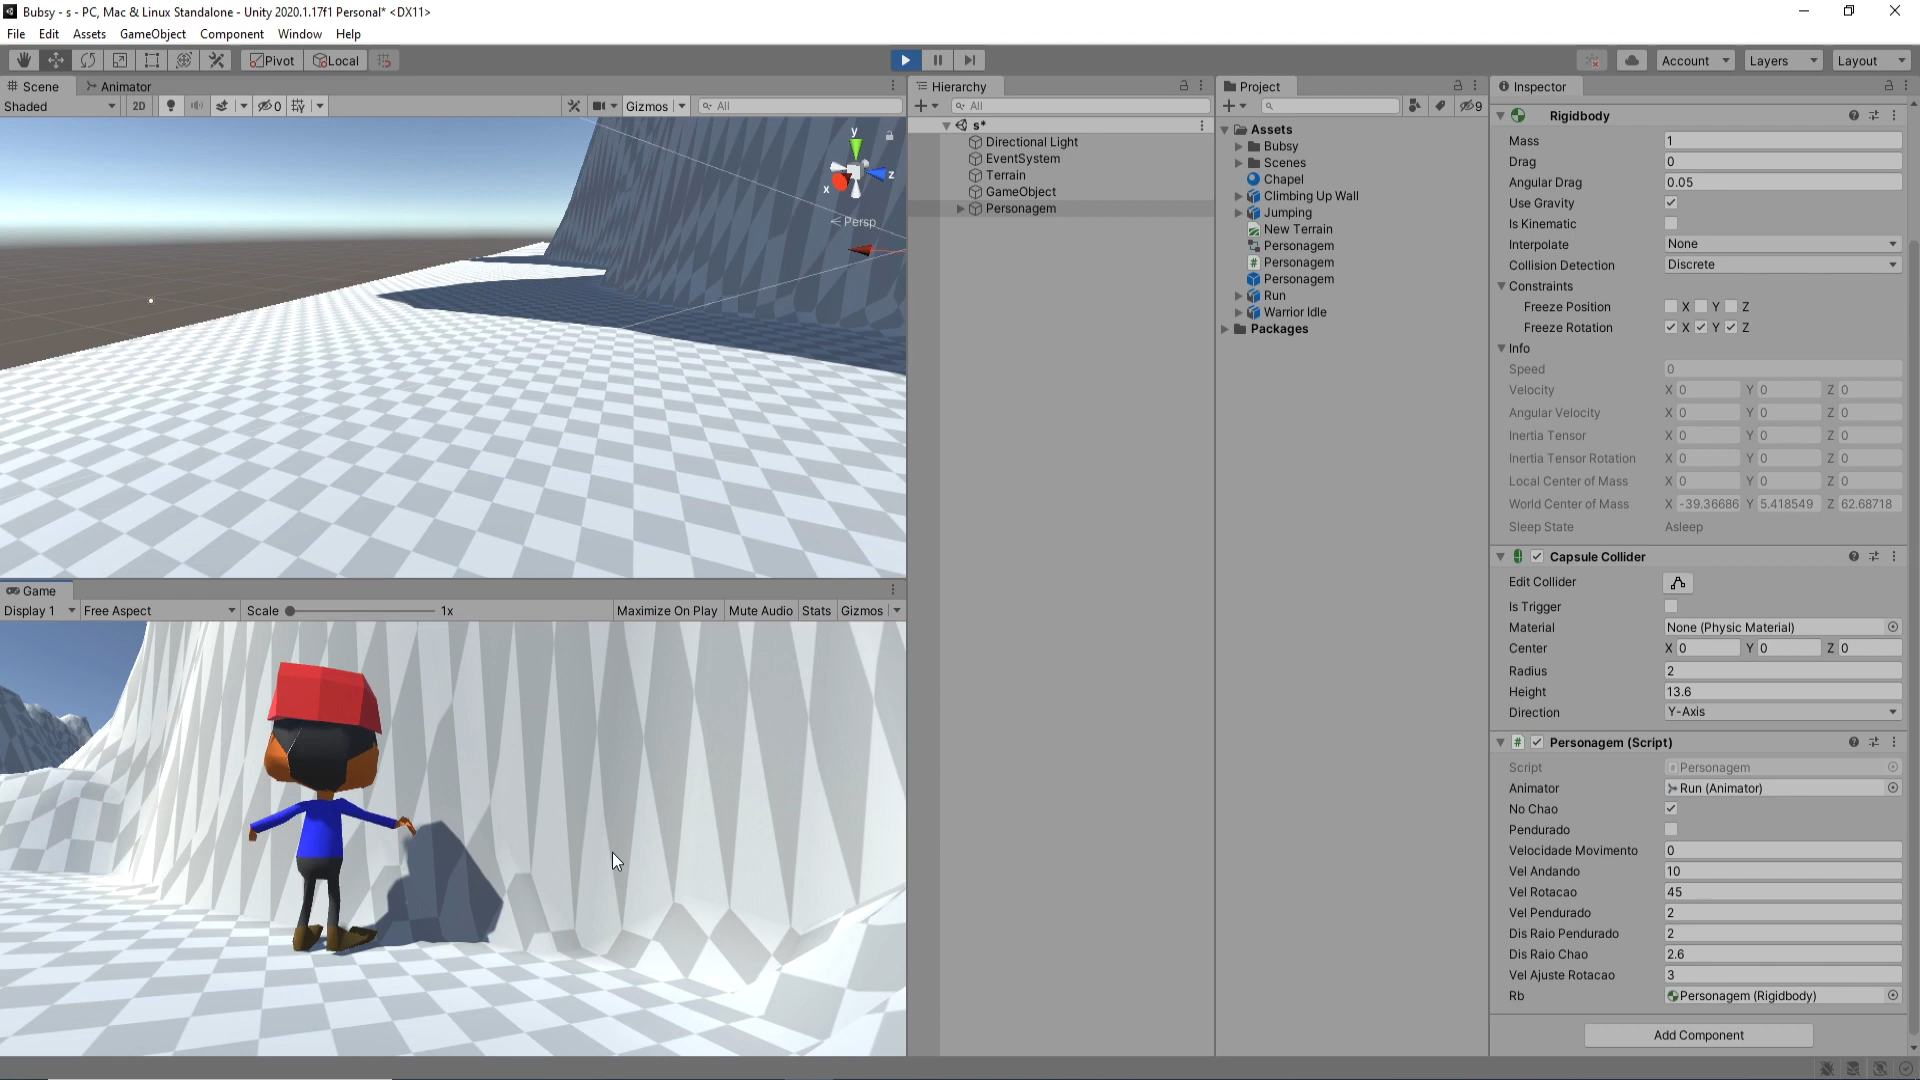 Bubsy - s - PC, Mac & Linux Standalone - Unity 2020.1.17f1 Personal* <DX11>
File Edit Assets GameObject Component Window Help
Pivot Local Account Layers Layout
Scene Animator
Shaded 2D 0 Gizmos All
y
x
z
Persp
Game
Display 1 Free Aspect Scale 1x Maximize On Play Mute Audio Stats Gizmos
Hierarchy
All
s*
Directional Light
EventSystem
Terrain
GameObject
Personagem
Project
9
Assets
Bubsy
Scenes
Chapel
Climbing Up Wall
Jumping
New Terrain
Personagem
Personagem
Personagem
Run
Warrior Idle
Packages
Inspector
Rigidbody
Mass 1
Drag 0
Angular Drag 0.05
Use Gravity
Is Kinematic
Interpolate None
Collision Detection Discrete
Constraints
Freeze Position X Y Z
Freeze Rotation X Y Z
Info
Speed 0
Velocity X 0 Y 0 Z 0
Angular Velocity X 0 Y 0 Z 0
Inertia Tensor X 0 Y 0 Z 0
Inertia Tensor Rotation X 0 Y 0 Z 0
Local Center of Mass X 0 Y 0 Z 0
World Center of Mass X -39.36686 Y 5.418549 Z 62.68718
Sleep State Asleep
Capsule Collider
Edit Collider
Is Trigger
Material None (Physic Material)
Center X 0 Y 0 Z 0
Radius 2
Height 13.6
Direction Y-Axis
Personagem (Script)
Script Personagem
Animator Run (Animator)
No Chao
Pendurado
Velocidade Movimento 0
Vel Andando 10
Vel Rotacao 45
Vel Pendurado 2
Dis Raio Pendurado 2
Dis Raio Chao 2.6
Vel Ajuste Rotacao 3
Rb Personagem (Rigidbody)
Add Component